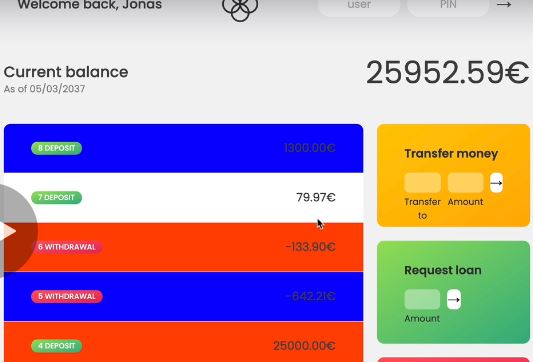 Welcome back, Jonas
user
PIN
Current balance
As of 05/03/2037
25952.59€
8 DEPOSIT
1300.00€
7 DEPOSIT
79.97€
6 WITHDRAWAL
-133.90€
5 WITHDRAWAL
-642.21€
4 DEPOSIT
25000.00€
Transfer money
Transfer
to
Amount
Request loan
Amount